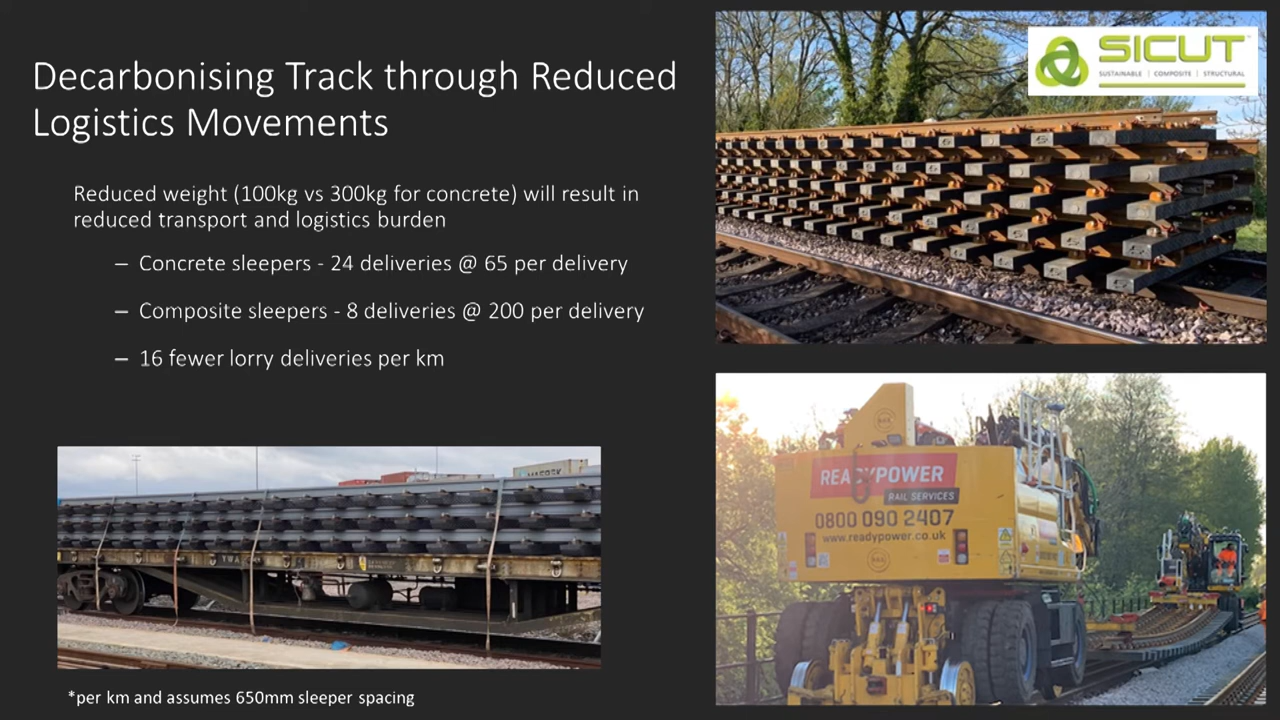 Decarbonising Track through Reduced
Logistics Movements
SICUT
SUSTAINABLE | COMPOSITE | STRUCTURAL
Reduced weight (100kg vs 300kg for concrete) will result in
reduced transport and logistics burden
– Concrete sleepers - 24 deliveries @ 65 per delivery
– Composite sleepers - 8 deliveries @ 200 per delivery
– 16 fewer lorry deliveries per km
MAERSK
YWA
READYPOWER
RAIL SERVICES
0800 090 2407
www.readypower.co.uk
*per km and assumes 650mm sleeper spacing